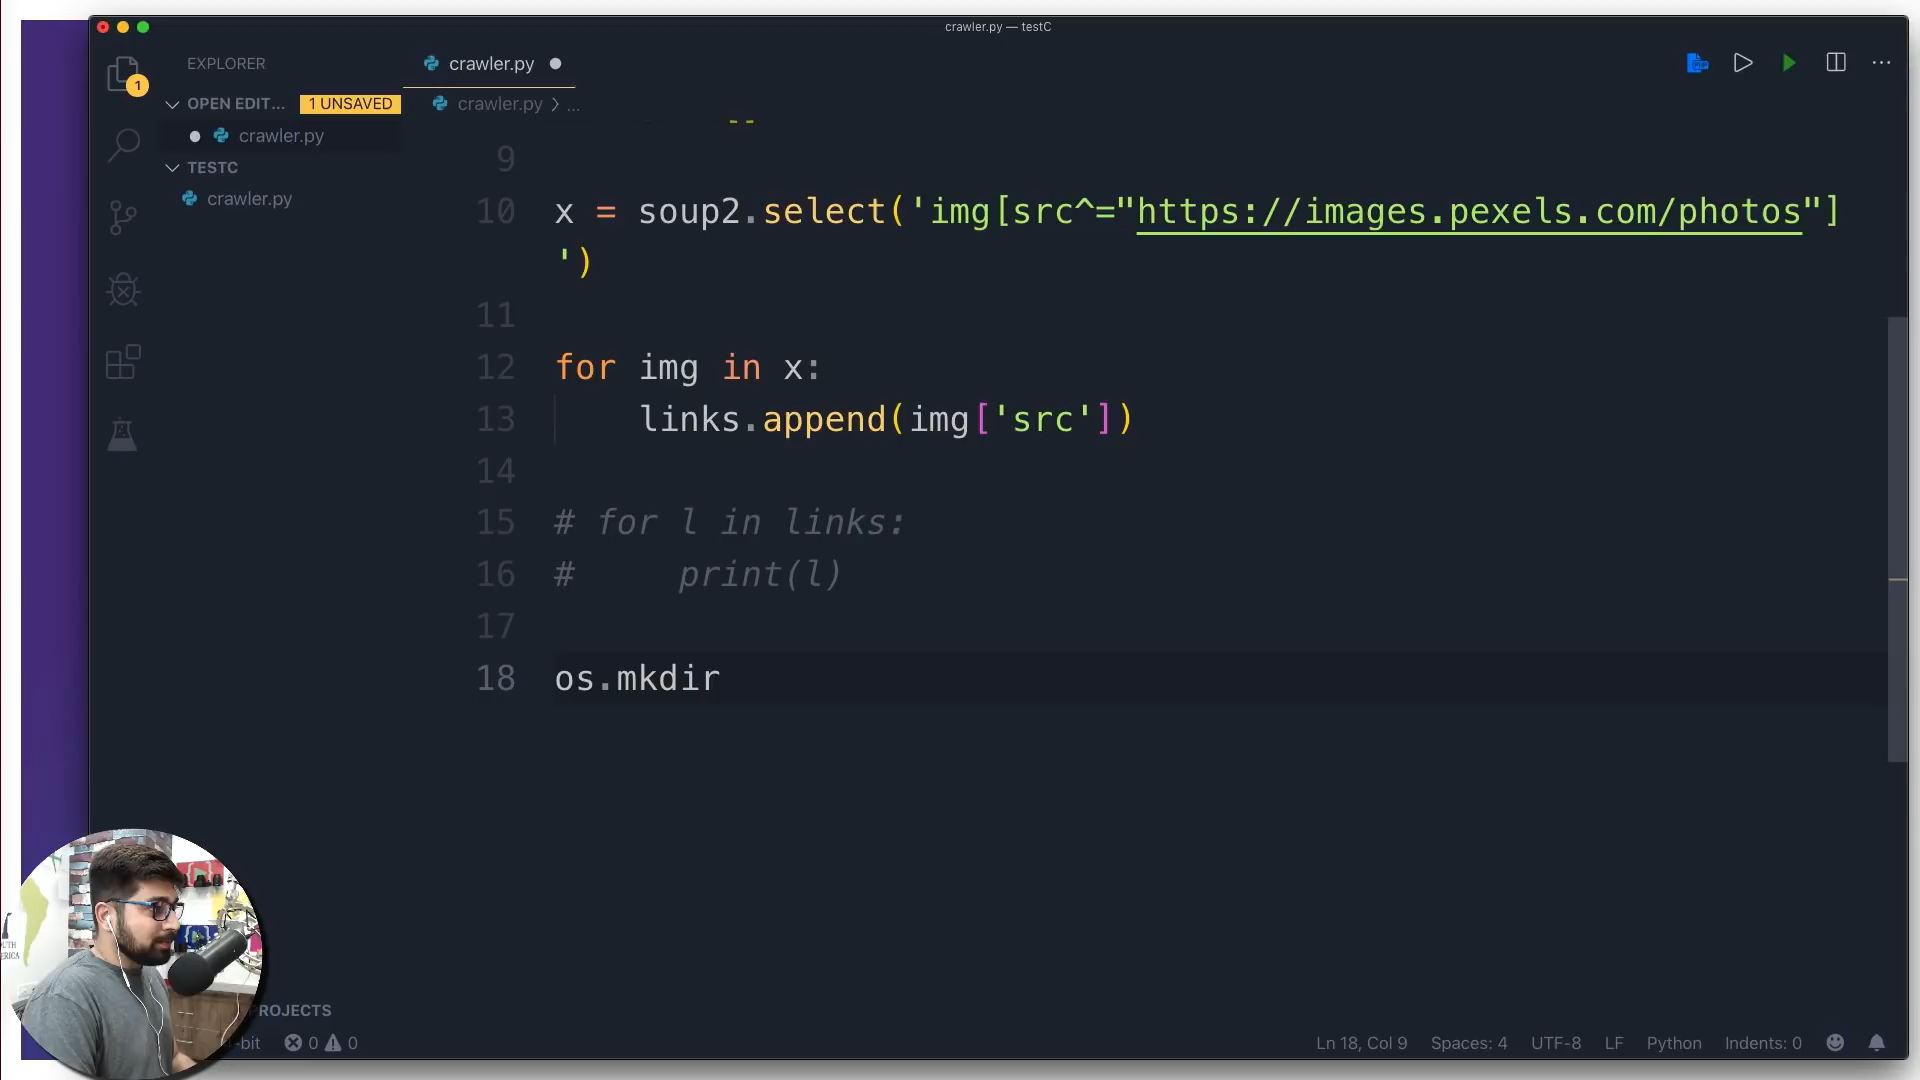 crawler.py — testC
EXPLORER
crawler.py
1
OPEN EDIT... 1 UNSAVED
crawler.py > ...
crawler.py
TESTC
crawler.py
9
10 x = soup2.select('img[src^="https://images.pexels.com/photos"]
')
11
12 for img in x:
13 links.append(img['src'])
14
15 # for l in links:
16 # print(l)
17
18 os.mkdir
ROJECTS
-bit 0 0
Ln 18, Col 9 Spaces: 4 UTF-8 LF Python Indents: 0